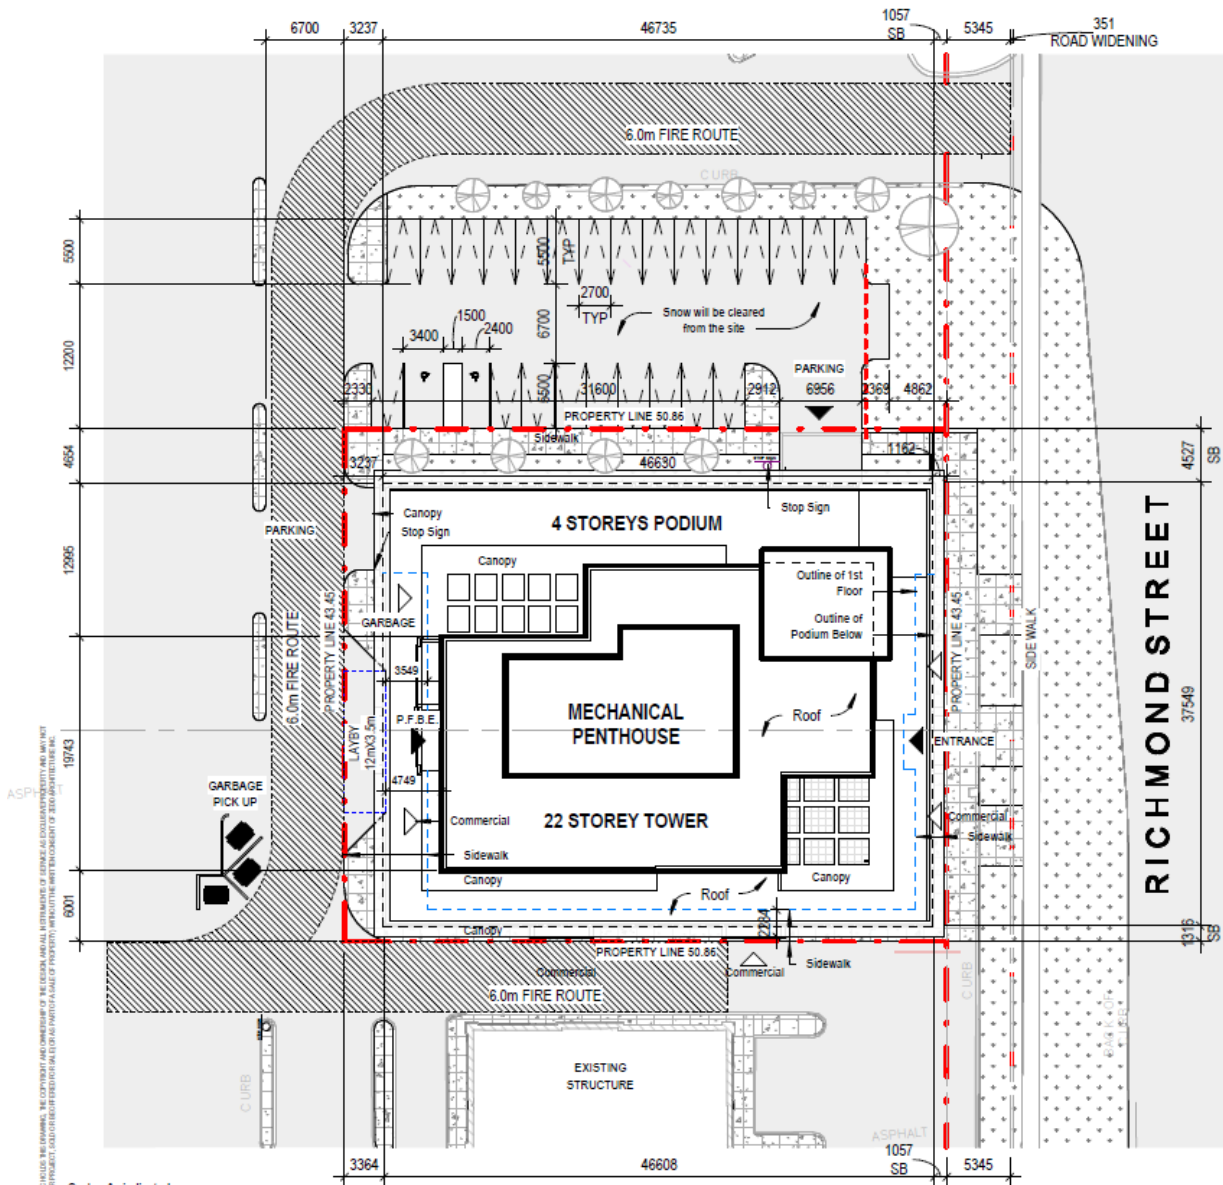 6700
3237
46735
1057
SB
5345
351
ROAD WIDENING
6.0m FIRE ROUTE
CURB
5500
5500
TYP
2700
TYP
Snow will be cleared
from the site
12200
6700
1500
3400
2400
PARKING
2330
5500
31600
2912
6956
2369
4862
PROPERTY LINE 50.86
Sidewalk
4654
3237
46630
1162
4527
SB
Canopy
Stop Sign
4 STOREYS PODIUM
Stop Sign
PARKING
12995
Canopy
Outline of 1st
Floor
Outline of
Podium Below
GARBAGE
PROPERTY LINE 43.45
PROPERTY LINE 43.45
SIDE WALK
6.0m FIRE ROUTE
3549
P.F.B.E.
MECHANICAL
PENTHOUSE
Roof
ENTRANCE
RICHMOND STREET
37549
19743
LAYBY
12mX3.5m
4749
ASPHALT
GARBAGE
PICK UP
Commercial
22 STOREY TOWER
Commercial
Sidewalk
Sidewalk
Canopy
Canopy
Roof
6001
2284
1316
SB
Canopy
PROPERTY LINE 50.86
Sidewalk
Commercial
Commercial
6.0m FIRE ROUTE
CURB
BACK OF
CURB
EXISTING
STRUCTURE
CURB
ASPHALT
3364
46608
1057
SB
5345